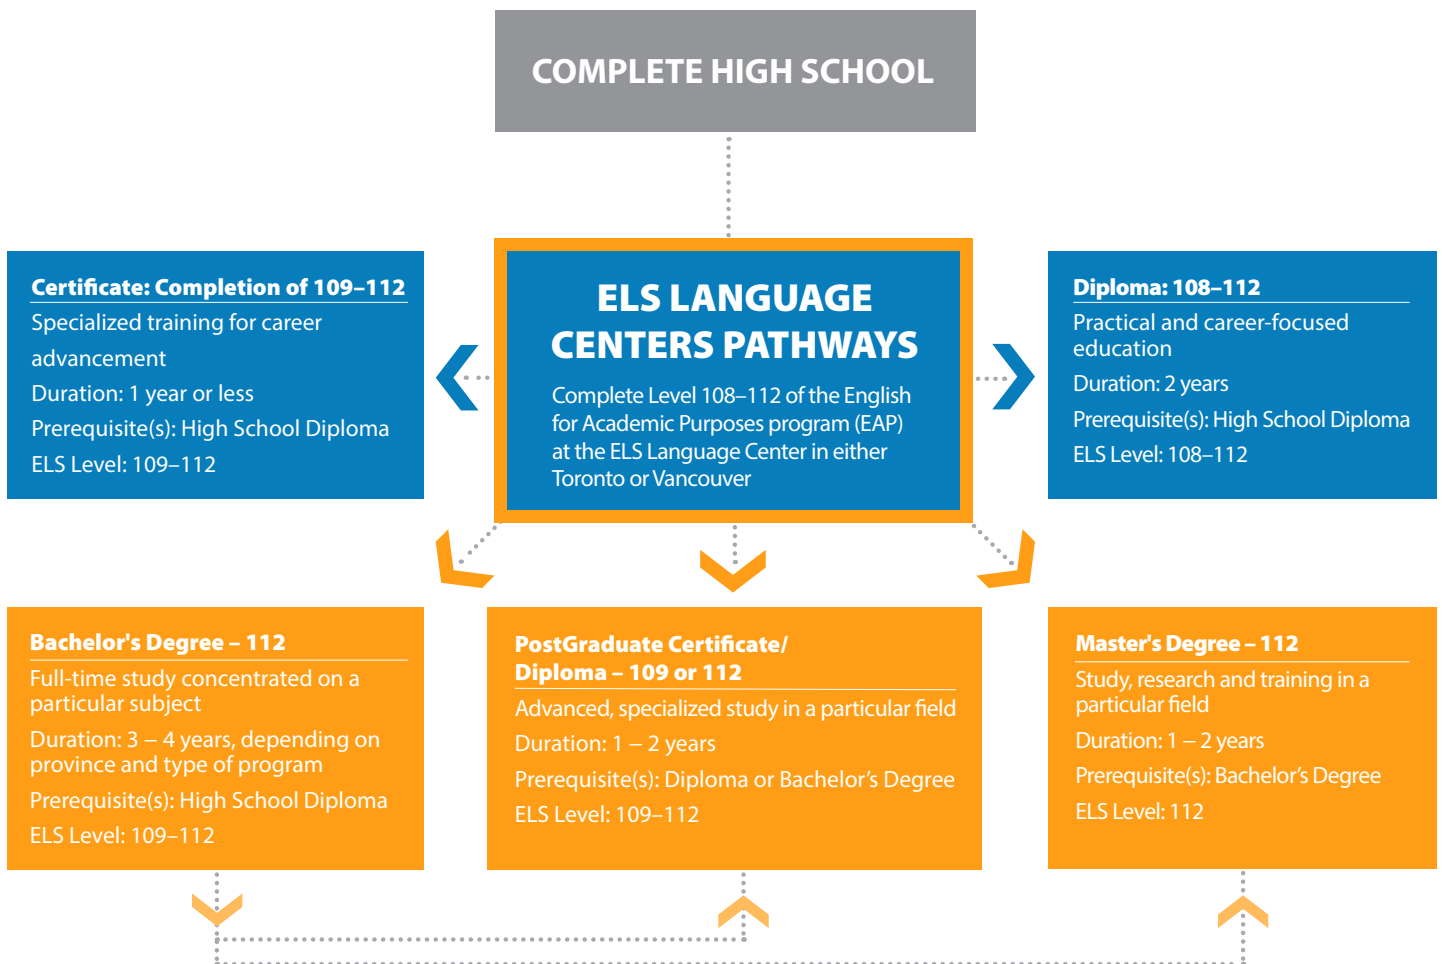 COMPLETE HIGH SCHOOL
ELS LANGUAGE
CENTERS PATHWAYS
Complete Level 108–112 of the English
for Academic Purposes program (EAP)
at the ELS Language Center in either
Toronto or Vancouver
Certificate: Completion of 109–112
Specialized training for career
advancement
Duration: 1 year or less
Prerequisite(s): High School Diploma
ELS Level: 109–112
Diploma: 108–112
Practical and career-focused
education
Duration: 2 years
Prerequisite(s): High School Diploma
ELS Level: 108–112
Bachelor's Degree – 112
Full-time study concentrated on a
particular subject
Duration: 3 – 4 years, depending on
province and type of program
Prerequisite(s): High School Diploma
ELS Level: 109–112
PostGraduate Certificate/
Diploma – 109 or 112
Advanced, specialized study in a particular field
Duration: 1 – 2 years
Prerequisite(s): Diploma or Bachelor’s Degree
ELS Level: 109–112
Master's Degree – 112
Study, research and training in a
particular field
Duration: 1 – 2 years
Prerequisite(s): Bachelor’s Degree
ELS Level: 112